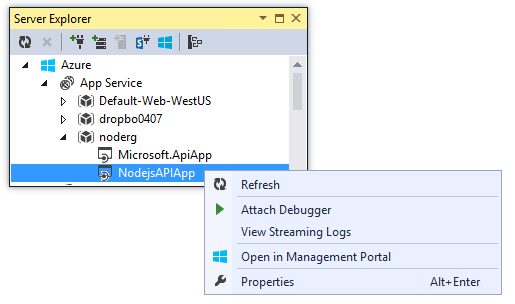 Server Explorer
Azure
App Service
Default-Web-WestUS
dropbo0407
noderg
Microsoft.ApiApp
NodejsAPIApp
Refresh
Attach Debugger
View Streaming Logs
Open in Management Portal
Properties Alt+Enter